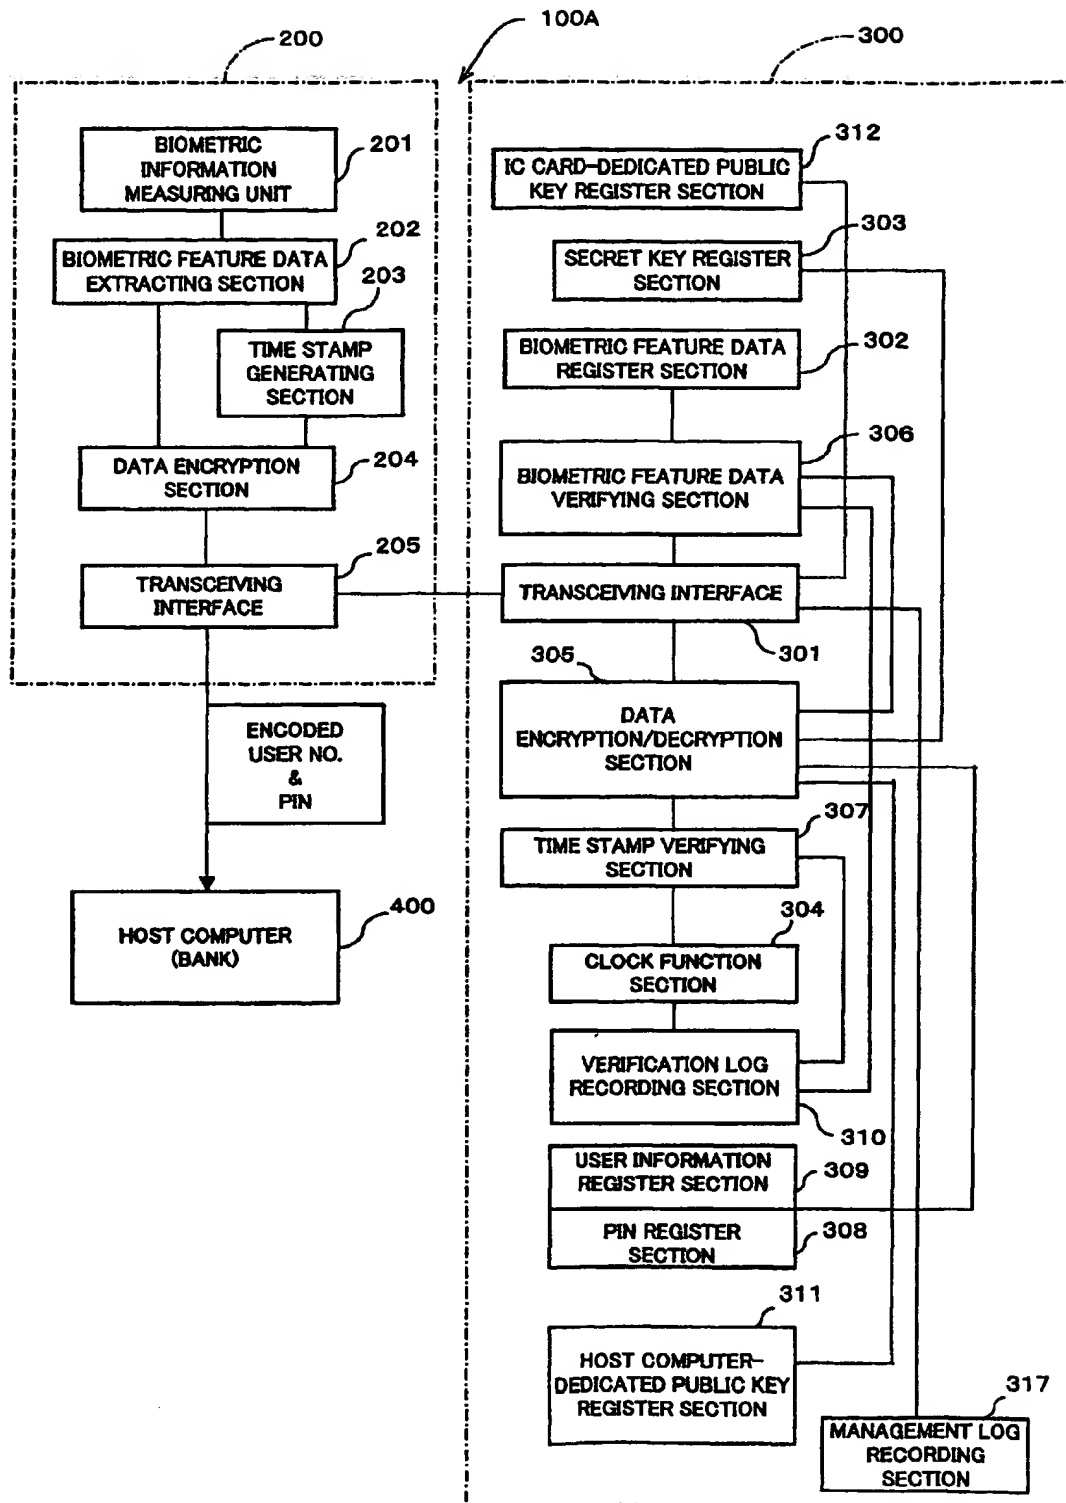 100A
200
300
BIOMETRIC
INFORMATION
MEASURING UNIT
201
BIOMETRIC FEATURE DATA
EXTRACTING SECTION
202
203
TIME STAMP
GENERATING
SECTION
DATA ENCRYPTION
SECTION
204
205
TRANSCEIVING
INTERFACE
ENCODED
USER NO.
&
PIN
HOST COMPUTER
(BANK)
400
312
IC CARD-DEDICATED PUBLIC
KEY REGISTER SECTION
303
SECRET KEY REGISTER
SECTION
BIOMETRIC FEATURE DATA
REGISTER SECTION
302
306
BIOMETRIC FEATURE DATA
VERIFYING SECTION
TRANSCEIVING INTERFACE
301
305
DATA
ENCRYPTION/DECRYPTION
SECTION
307
TIME STAMP VERIFYING
SECTION
304
CLOCK FUNCTION
SECTION
VERIFICATION LOG
RECORDING SECTION
310
USER INFORMATION
REGISTER SECTION
309
PIN REGISTER
SECTION
308
311
HOST COMPUTER-
DEDICATED PUBLIC KEY
REGISTER SECTION
317
MANAGEMENT LOG
RECORDING
SECTION